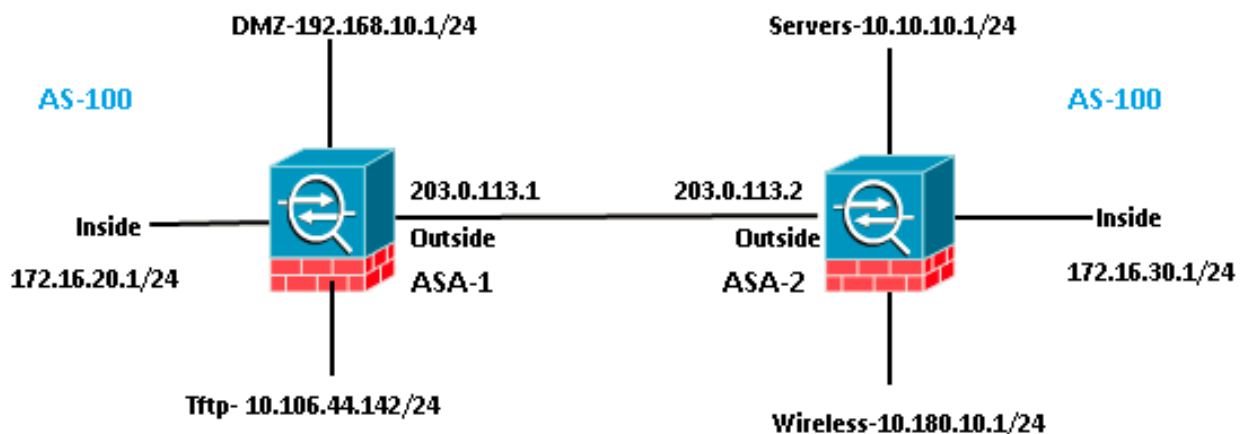 DMZ-192.168.10.1/24
Servers-10.10.10.1/24
AS-100
AS-100
203.0.113.1
203.0.113.2
Inside
Outside
Outside
Inside
172.16.20.1/24
ASA-1
ASA-2
172.16.30.1/24
Tftp- 10.106.44.142/24
Wireless-10.180.10.1/24